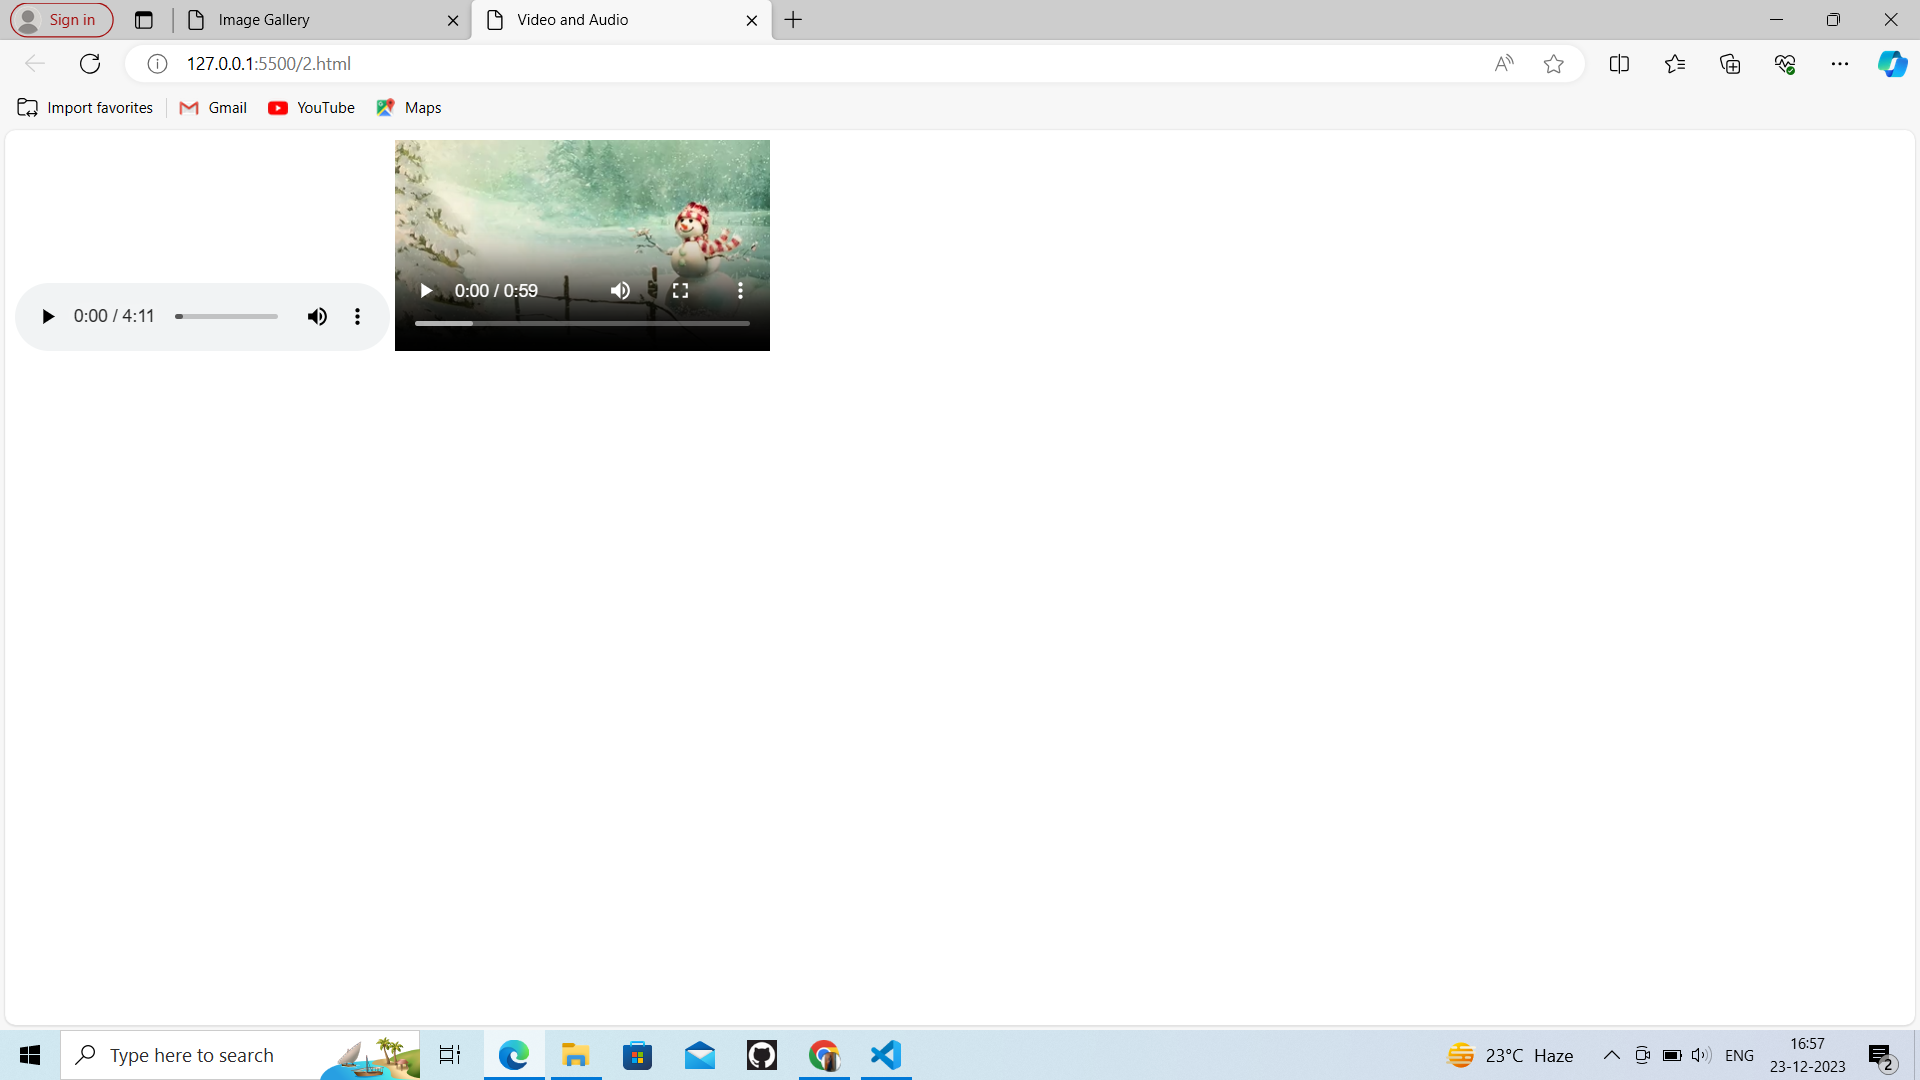 Sign in
Image Gallery
Video and Audio
127.0.0.1:5500/2.html
Import favorites
Gmail
YouTube
Maps
0:00 / 4:11
0:00 / 0:59
Type here to search
23°C Haze
ENG
16:57
23-12-2023
2